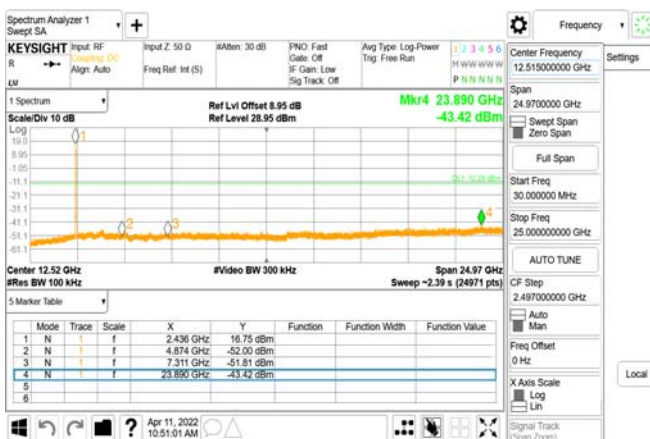 Spectrum Analyzer 1
Swept SA
Frequency
KEYSIGHT
R
Input: RF
Coupling: DC
Align: Auto
Input Z: 50 Ω
Freq Ref: Int (S)
#Atten: 30 dB
PNO: Fast
Gate: Off
IF Gain: Low
Sig Track: Off
Avg Type: Log-Power
Trig: Free Run
1 2 3 4 5 6
M W W W W W
P N N N N N
Center Frequency
12.515000000 GHz
Settings
Span
24.9700000 GHz
Swept Span
Zero Span
Full Span
Start Freq
30.000000 MHz
Stop Freq
25.000000000 GHz
AUTO TUNE
CF Step
2.497000000 GHz
Auto
Man
Freq Offset
0 Hz
X Axis Scale
Log
Lin
Local
Signal Track
(Span Zoom)
1 Spectrum
Scale/Div 10 dB
Ref Lvl Offset 8.95 dB
Ref Level 28.95 dBm
Mkr4 23.890 GHz
-43.42 dBm
Log
19.0
8.95
-1.05
-11.1
-21.1
-31.1
-41.1
-51.1
-61.1
1
2
3
4
Center 12.52 GHz
#Res BW 100 kHz
#Video BW 300 kHz
Span 24.97 GHz
Sweep ~2.39 s (24971 pts)
5 Marker Table
Mode Trace Scale X Y Function Function Width Function Value
1 N 1 f 2.436 GHz 16.75 dBm
2 N 1 f 4.874 GHz -52.00 dBm
3 N 1 f 7.311 GHz -51.81 dBm
4 N 1 f 23.890 GHz -43.42 dBm
5
6
?
Apr 11, 2022
10:51:01 AM